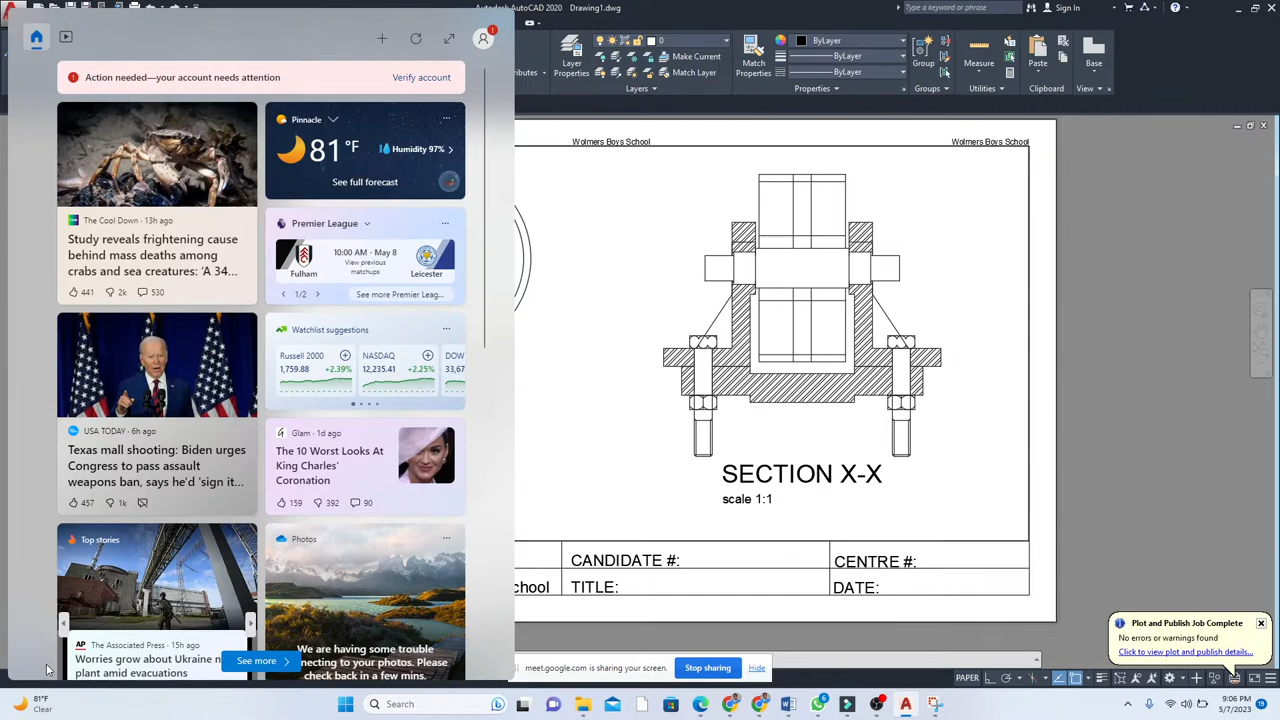 Autodesk AutoCAD 2020 Drawing1.dwg
Type a keyword or phrase
Sign In
Action needed—your account needs attention
Verify account
The Cool Down · 13h ago
Study reveals frightening cause
behind mass deaths among
crabs and sea creatures: 'A 34...
441 2k 530
Pinnacle
81 °F
Humidity 97%
See full forecast
Premier League
10:00 AM · May 8
View previous
matchups
Fulham
Leicester
1/2
See more Premier Leag...
USA TODAY · 6h ago
Texas mall shooting: Biden urges
Congress to pass assault
weapons ban, says he'd 'sign it...
457 1k
Watchlist suggestions
Russell 2000
1,759.88
+2.39%
NASDAQ
12,235.41
+2.25%
DOW
33,67
Glam · 1d ago
The 10 Worst Looks At
King Charles'
Coronation
159 392 90
Top stories
AP The Associated Press · 15h ago
Worries grow about Ukraine n
plant amid evacuations
See more
Photos
We are having some trouble
nnecting to your photos. Please
check back in a few mins.
Layer
Properties
0
Make Current
Match Layer
Layers
Match
Properties
ByLayer
ByLayer
ByLayer
Properties
Group
Groups
Measure
Utilities
Paste
Clipboard
Base
View
Wolmers Boys School
Wolmers Boys School
SECTION X-X
scale 1:1
CANDIDATE #:
CENTRE #:
chool
TITLE:
DATE:
Plot and Publish Job Complete
No errors or warnings found
Click to view plot and publish details...
meet.google.com is sharing your screen.
Stop sharing
Hide
PAPER
81°F
Clear
Search
6
9:06 PM
5/7/2023
19